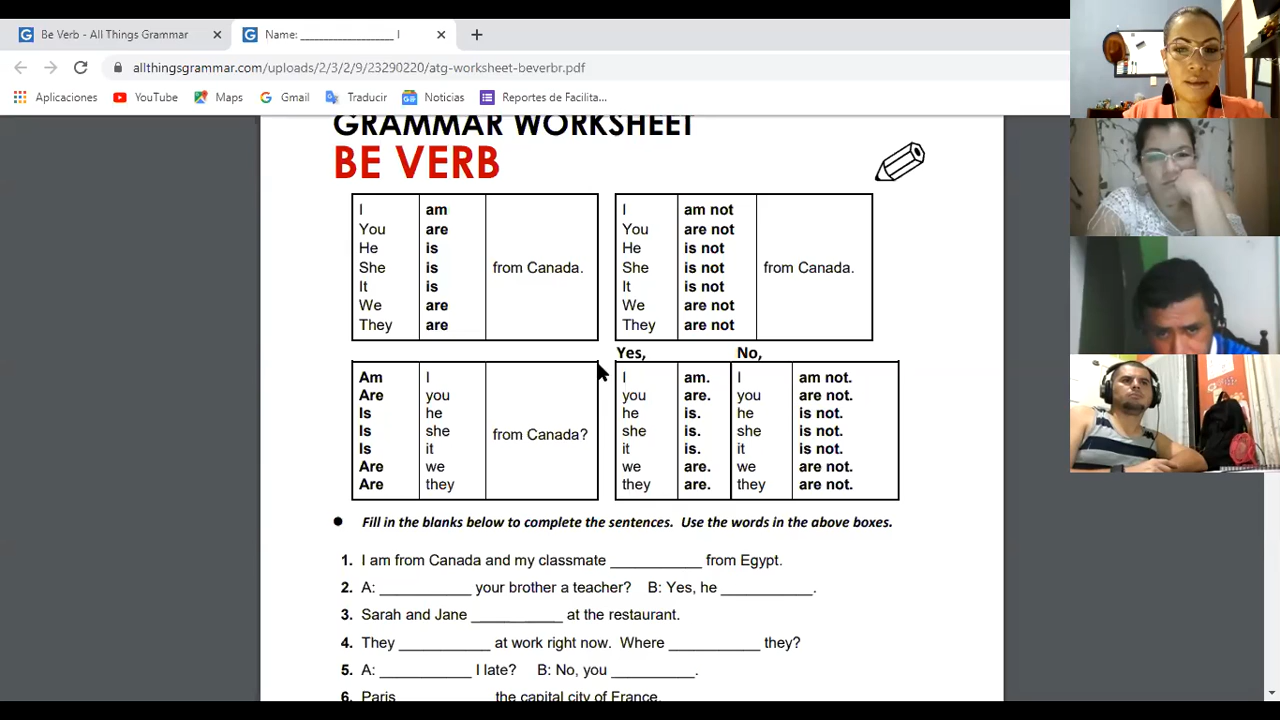 Be Verb - All Things Grammar
Name: __________________ I
allthingsgrammar.com/uploads/2/3/2/9/23290220/atg-worksheet-beverbr.pdf
Aplicaciones YouTube Maps Gmail Traducir Noticias Reportes de Facilita...
GRAMMAR WORKSHEET
BE VERB
I am
You are
He is
She is
It is
We are
They are
from Canada.
I am not
You are not
He is not
She is not
It is not
We are not
They are not
from Canada.
Am I
Are you
Is he
Is she
Is it
Are we
Are they
from Canada?
Yes, No,
I am. I am not.
you are. you are not.
he is. he is not.
she is. she is not.
it is. it is not.
we are. we are not.
they are. they are not.
Fill in the blanks below to complete the sentences. Use the words in the above boxes.
1. I am from Canada and my classmate ___________ from Egypt.
2. A: ___________ your brother a teacher? B: Yes, he ___________.
3. Sarah and Jane ___________ at the restaurant.
4. They ___________ at work right now. Where ___________ they?
5. A: ___________ I late? B: No, you __________.
6. Paris ___________ the capital city of France.